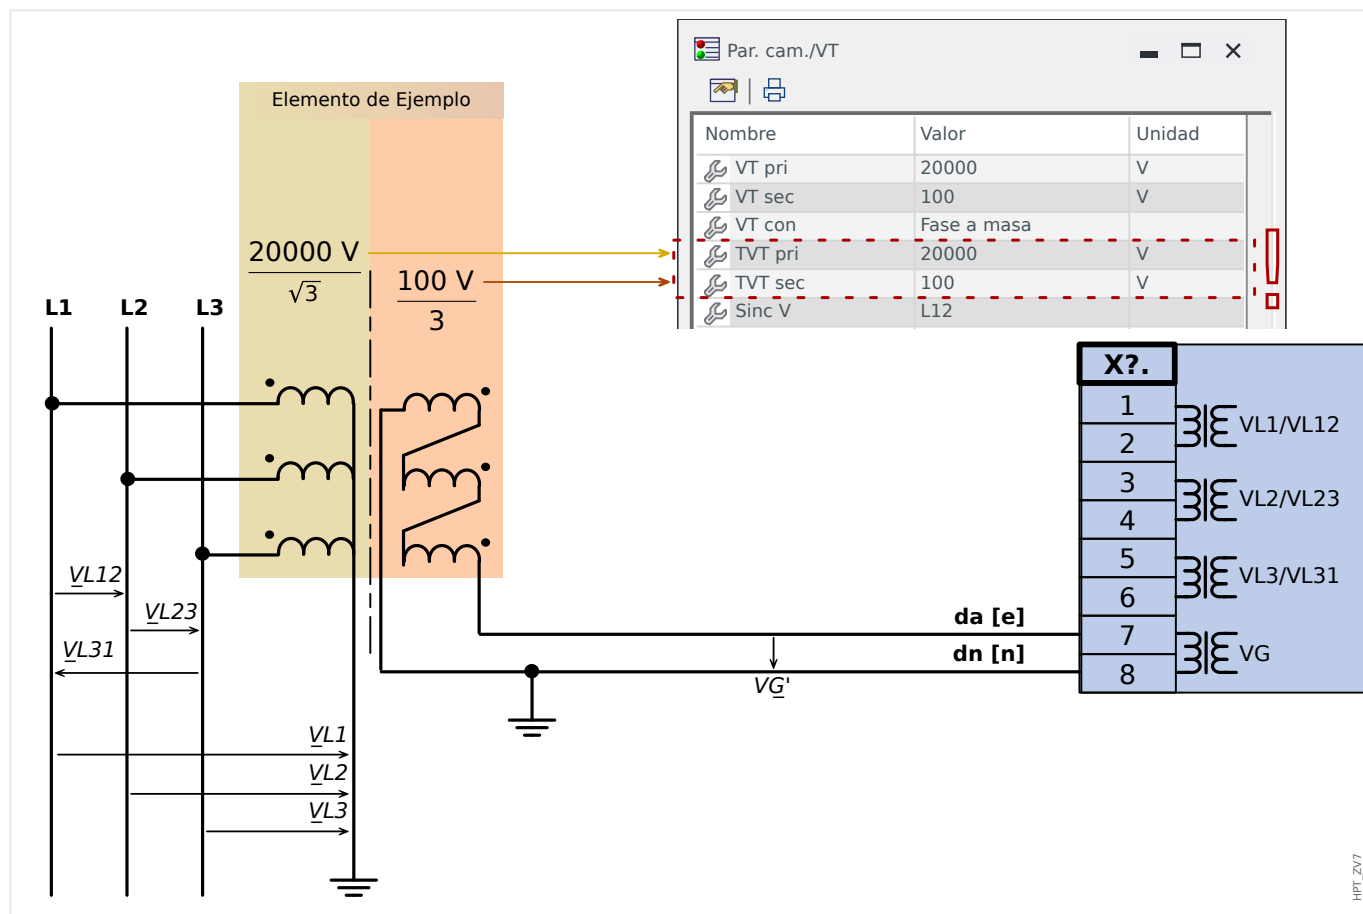 Par. cam./VT
Elemento de Ejemplo
Nombre Valor Unidad
VT pri 20000 V
VT sec 100 V
VT con Fase a masa
TVT pri 20000 V
TVT sec 100 V
Sinc V L12
20000 V
√3
100 V
3
L1 L2 L3
X?.
1
2
3
4
5
6
7
8
VL1/VL12
VL2/VL23
VL3/VL31
VG
VL12
VL23
VL31
da [e]
dn [n]
VG'
VL1
VL2
VL3
HPT_ZV7